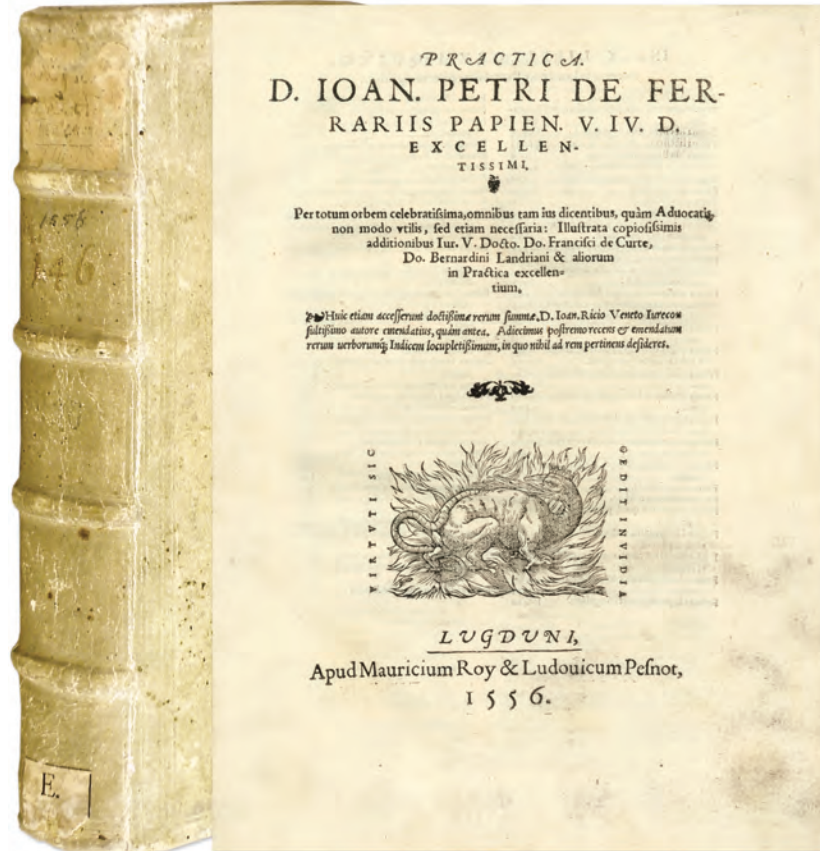 1556
146
E.
PRACTICA.
D. IOAN. PETRI DE FER-
RARIIS PAPIEN. V. IV. D.
EXCELLEN-
TISSIMI.
Per totum orbem celebratiſsima, omnibus tam ius dicentibus, quàm Aduocatis,
non modo vtilis, ſed etiam neceſſaria: Illuſtrata copioſiſsimis
additionibus Iur. V. Docto. Do. Franciſci de Curte,
Do. Bernardini Landriani & aliorum
in Practica excellen-
tium.
Huic etiam acceſſerunt doctiſsimæ rerum ſummæ, D. Ioan. Ricio Veneto Iurecon
ſultiſsimo autore emendatius, quàm antea. Adiecimus poſtremo recens & emendatum
rerum uerborumq́; Indicem locupletiſsimum, in quo nihil ad rem pertinens deſideres.
VIRTVTI SIC
CEDIT INVIDIA
LVGDVNI,
Apud Mauricium Roy & Ludouicum Peſnot,
1556.